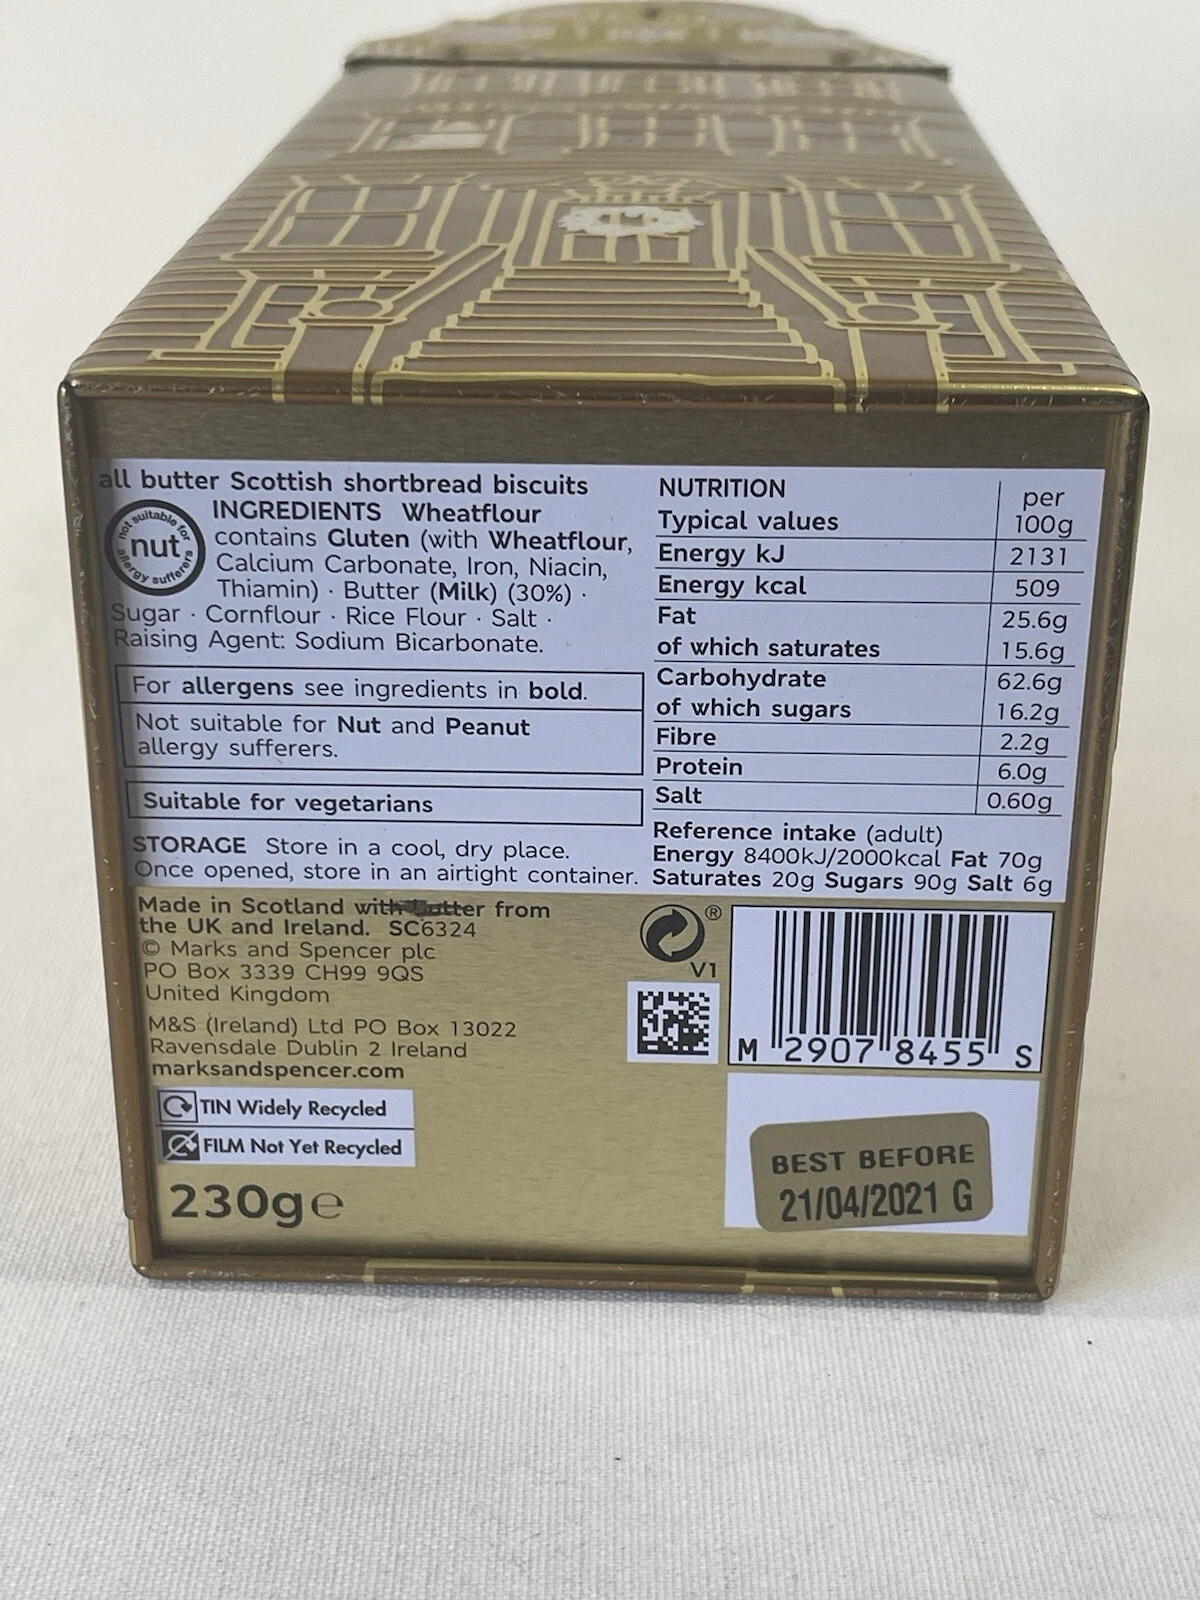 all butter Scottish shortbread biscuits
not suitable for
nut
allergy sufferers
INGREDIENTS Wheatflour
contains Gluten (with Wheatflour,
Calcium Carbonate, Iron, Niacin,
Thiamin) · Butter (Milk) (30%) ·
Sugar · Cornflour · Rice Flour · Salt ·
Raising Agent: Sodium Bicarbonate.
For allergens see ingredients in bold.
Not suitable for Nut and Peanut
allergy sufferers.
Suitable for vegetarians
STORAGE Store in a cool, dry place.
Once opened, store in an airtight container.
NUTRITION
Typical values
per
100g
Energy kJ 2131
Energy kcal 509
Fat 25.6g
of which saturates 15.6g
Carbohydrate 62.6g
of which sugars 16.2g
Fibre 2.2g
Protein 6.0g
Salt 0.60g
Reference intake (adult)
Energy 8400kJ/2000kcal Fat 70g
Saturates 20g Sugars 90g Salt 6g
Made in Scotland with butter from
the UK and Ireland. SC6324
© Marks and Spencer plc
PO Box 3339 CH99 9QS
United Kingdom
M&S (Ireland) Ltd PO Box 13022
Ravensdale Dublin 2 Ireland
marksandspencer.com
TIN Widely Recycled
FILM Not Yet Recycled
230g℮
®
V1
M 2907 8455 S
BEST BEFORE
21/04/2021 G